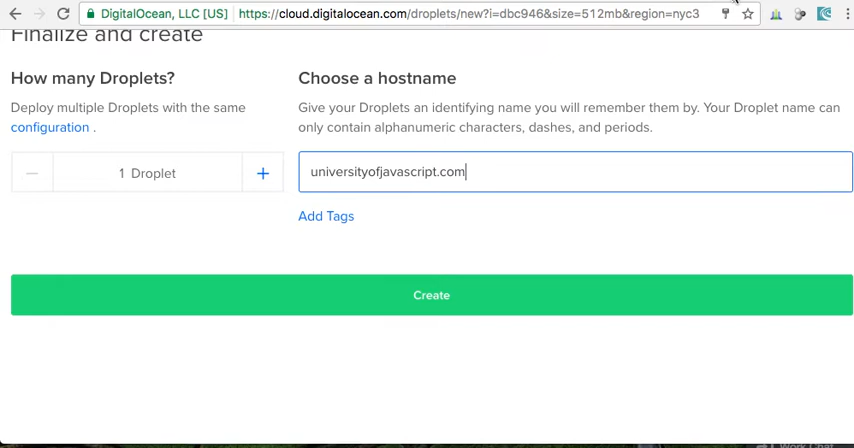 DigitalOcean, LLC [US]
https://cloud.digitalocean.com/droplets/new?i=dbc946&size=512mb&region=nyc3
Finalize and create
How many Droplets?
Deploy multiple Droplets with the same
configuration .
1 Droplet
Choose a hostname
Give your Droplets an identifying name you will remember them by. Your Droplet name can
only contain alphanumeric characters, dashes, and periods.
universityofjavascript.com
Add Tags
Create
Work Chat